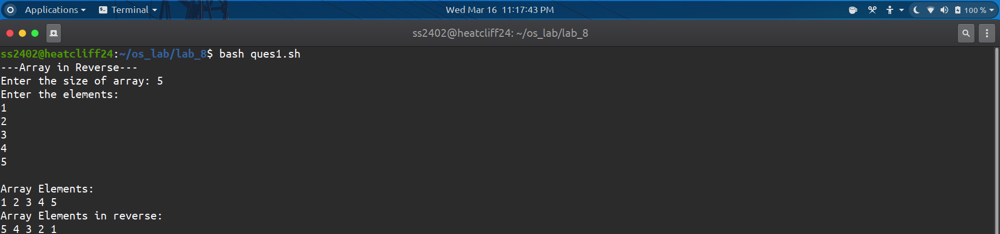 Applications Terminal Wed Mar 16 11:17:43 PM 100 %
ss2402@heatcliff24: ~/os_lab/lab_8
ss2402@heatcliff24:~/os_lab/lab_8$ bash ques1.sh
---Array in Reverse---
Enter the size of array: 5
Enter the elements:
1
2
3
4
5
Array Elements:
1 2 3 4 5
Array Elements in reverse:
5 4 3 2 1